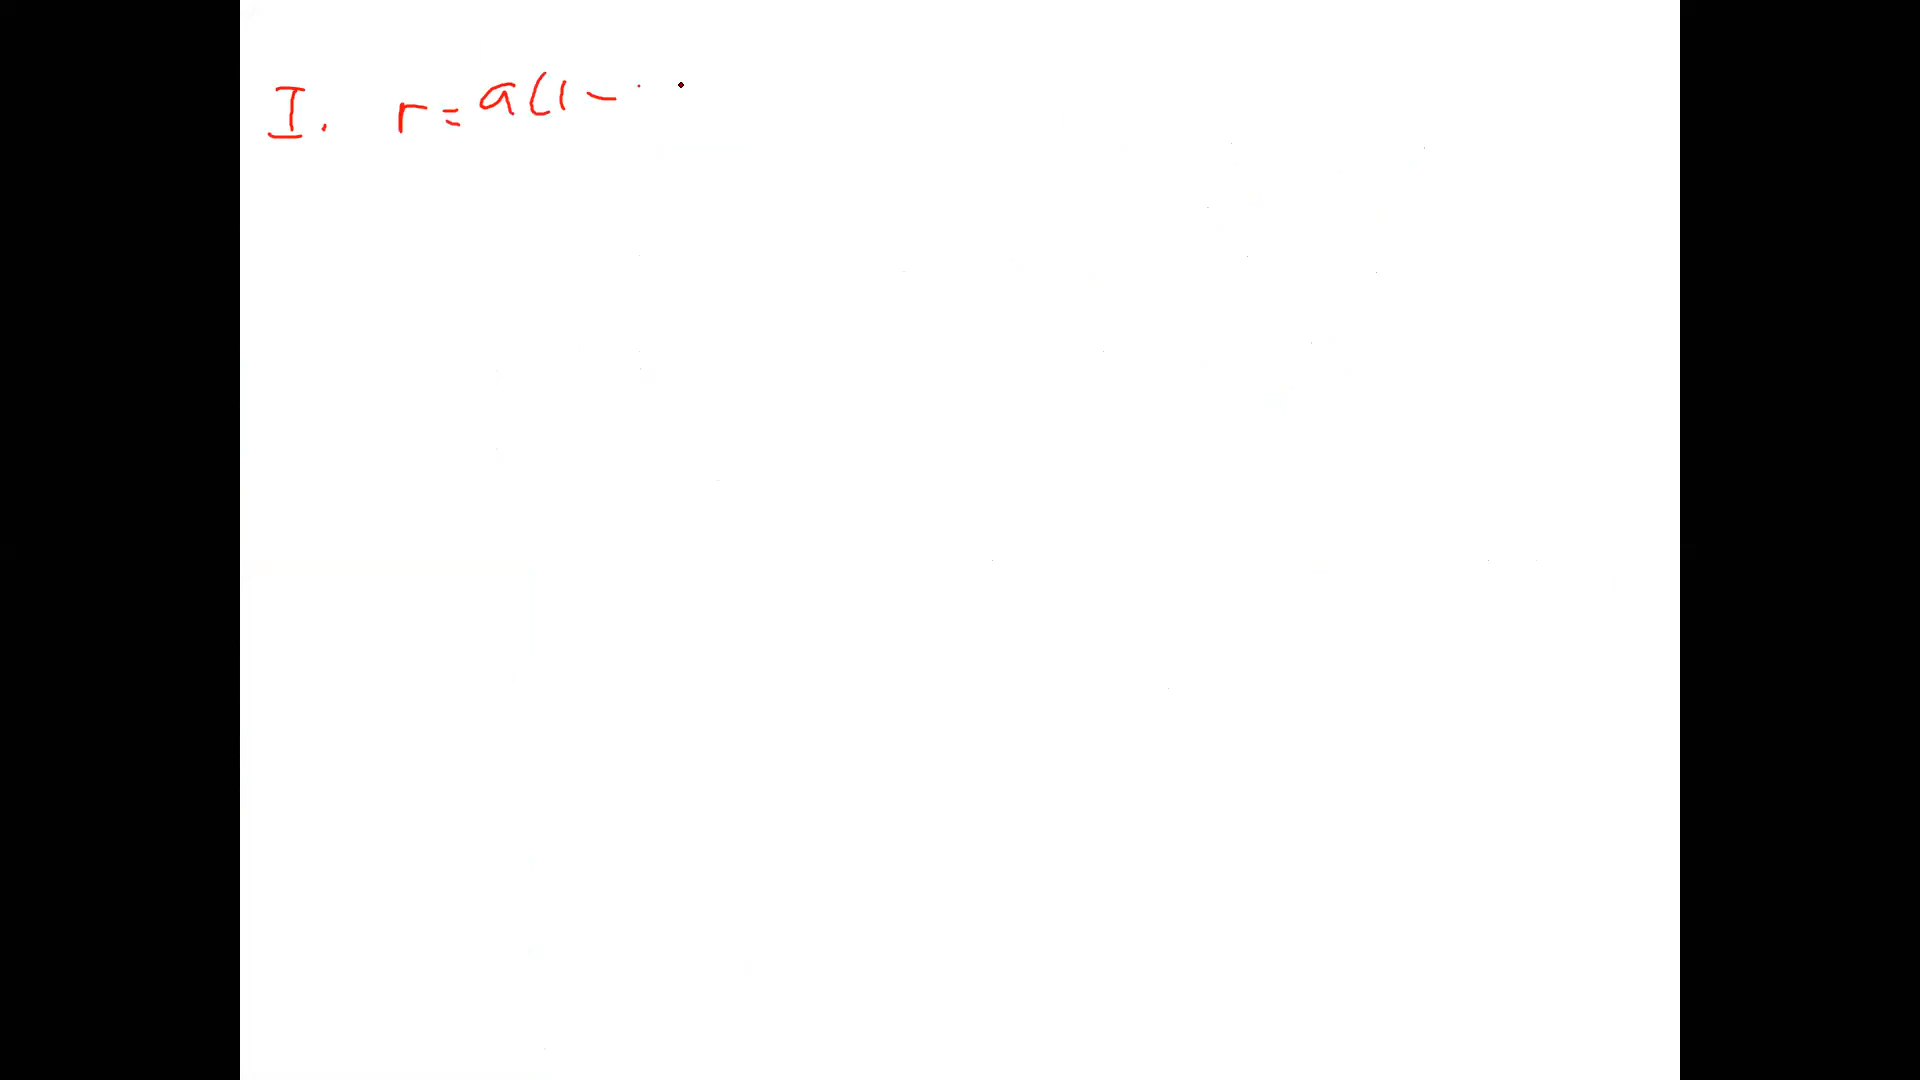 I. r = a(1 -